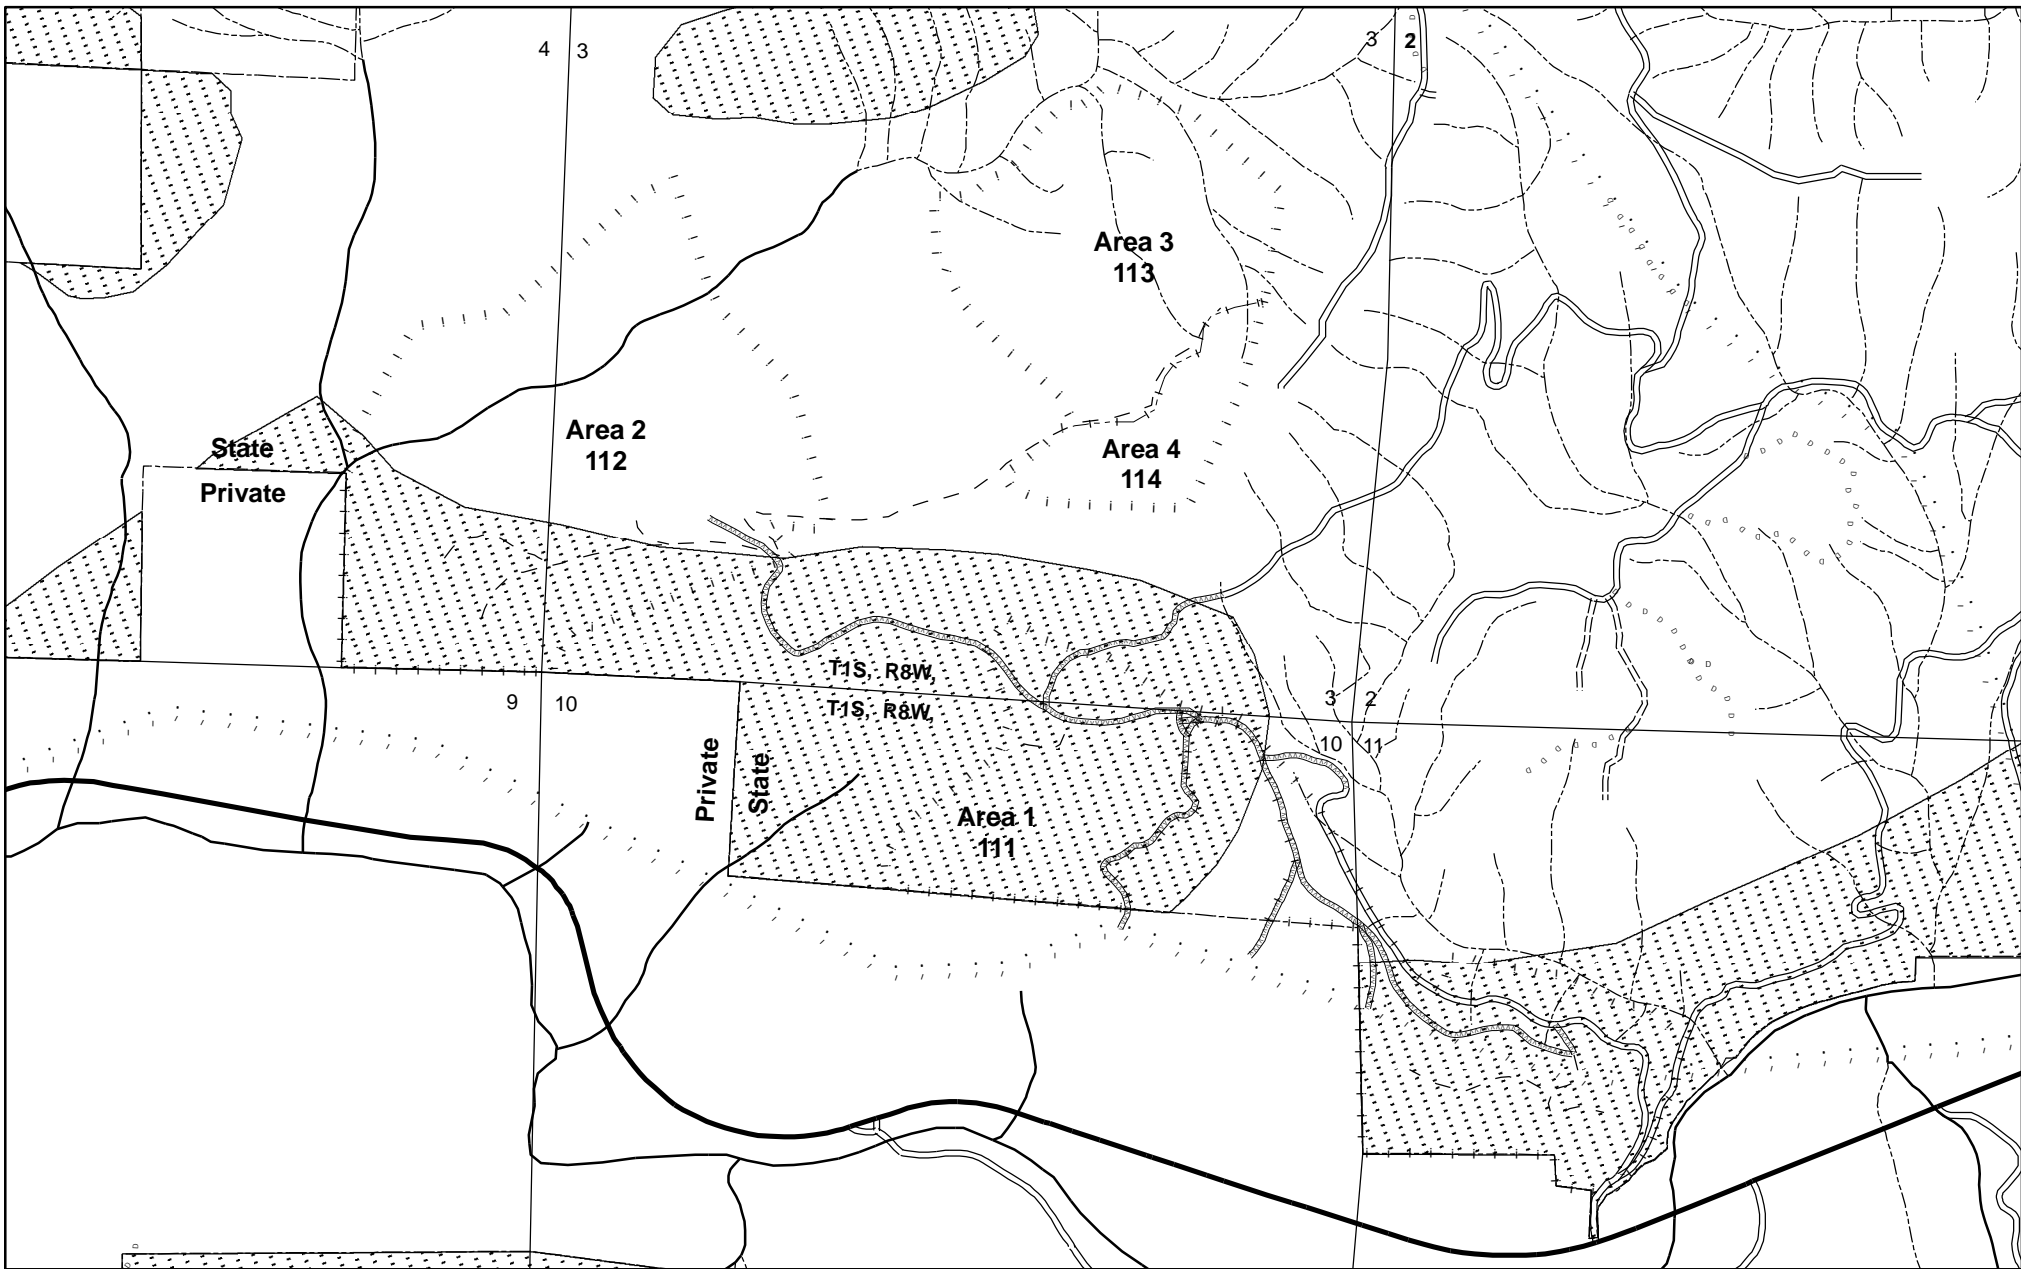 4 3
3 2
Area 3
113
Area 2
112
Area 4
114
State
Private
T1S, R8W,
T1S, R8W,
9 10
3 2
10 11
Private
State
Area 1
111